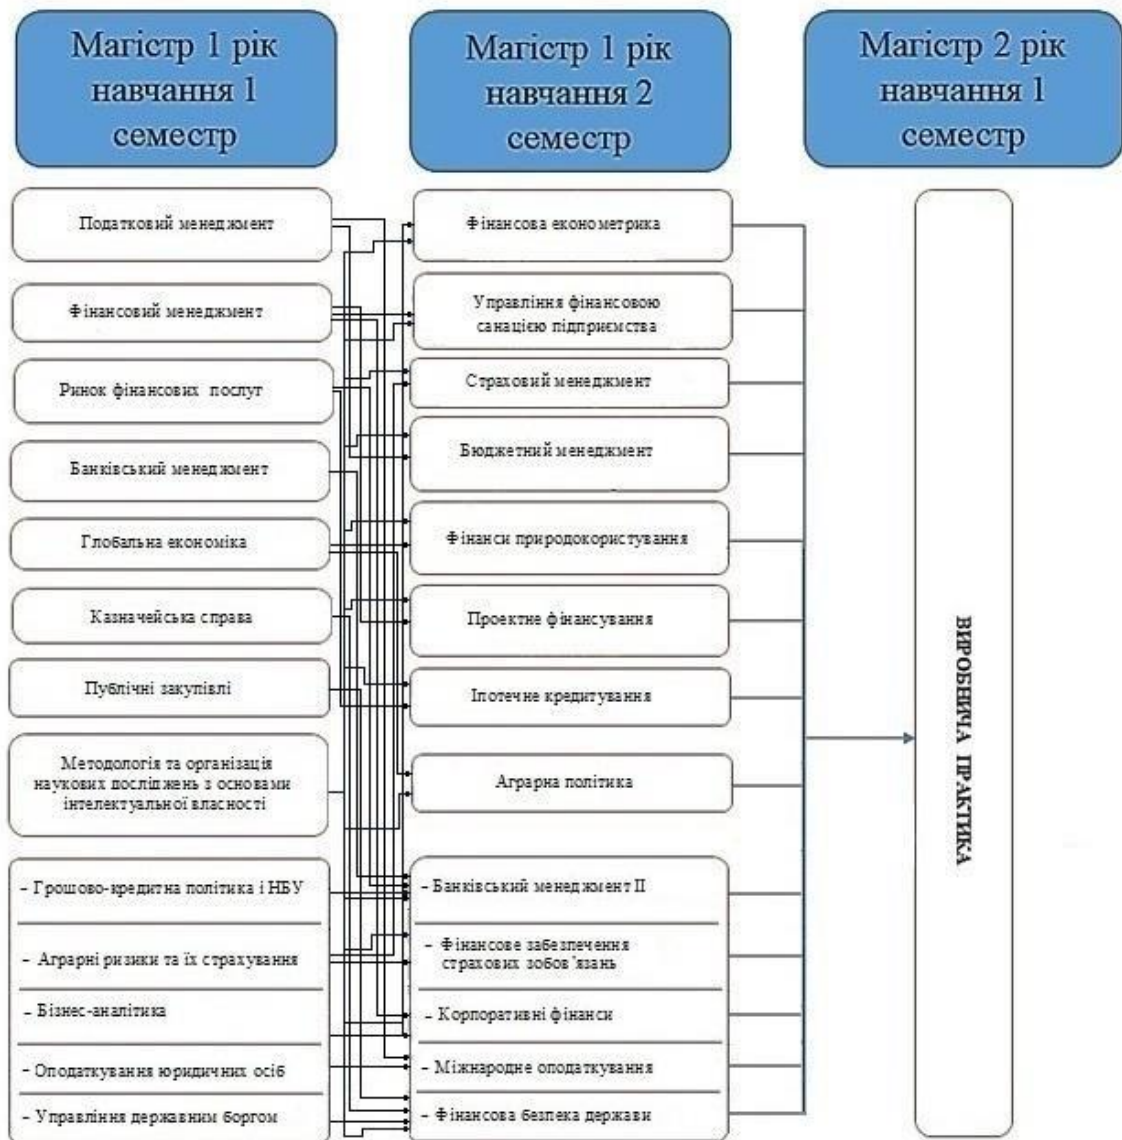 Магістр 1 рік
навчання 1
семестр
Магістр 1 рік
навчання 2
семестр
Магістр 2 рік
навчання 1
семестр
Податковий менеджмент
Фінансовий менеджмент
Ринок фінансових послуг
Банківський менеджмент
Глобальна економіка
Казначейська справа
Публічні закупівлі
Методологія та організація
наукових досліджень з основами
інтелектуальної власності
- Грошово-кредитна політика і НБУ
- Аграрні ризики та їх страхування
- Бізнес-аналітика
- Оподаткування юридичних осіб
- Управління державним боргом
Фінансова економетрика
Управління фінансовою
санацією підприємства
Страховий менеджмент
Бюджетний менеджмент
Фінанси природокористування
Проектне фінансування
Іпотечне кредитування
Аграрна політика
- Банківський менеджмент ІІ
- Фінансове забезпечення
страхових зобов'язань
- Корпоративні фінанси
- Міжнародне оподаткування
- Фінансова безпека держави
ВИРОБНИЧА ПРАКТИКА